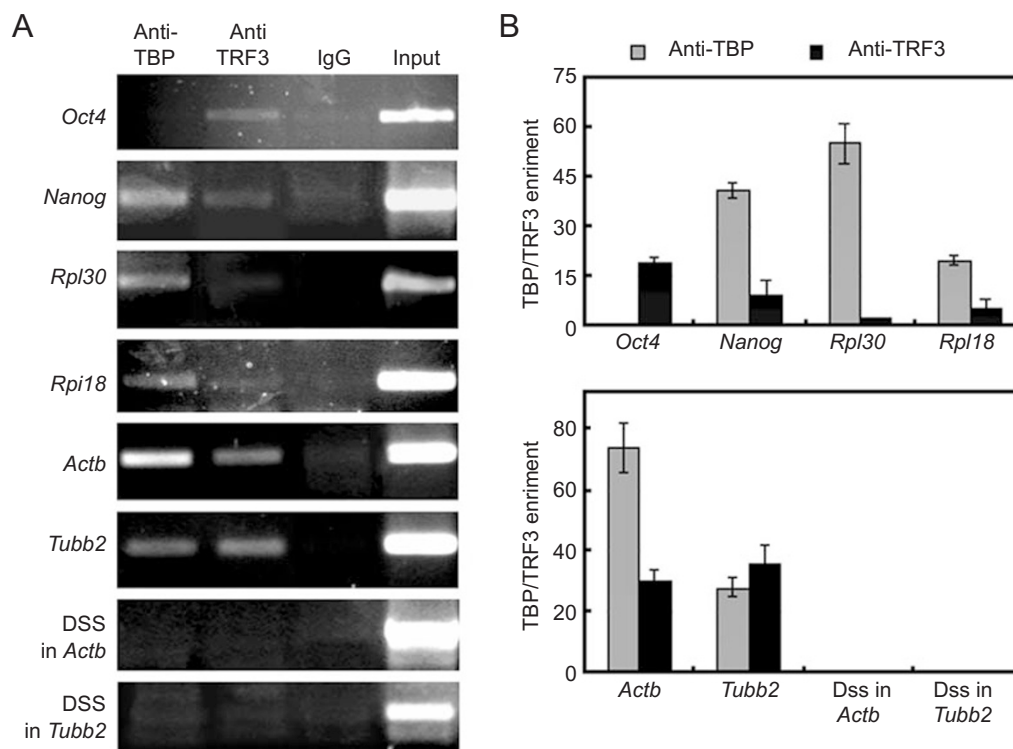 A
Anti-TBP Anti TRF3 IgG Input
Oct4
Nanog
Rpl30
Rpi18
Actb
Tubb2
DSS
in Actb
DSS
in Tubb2
B
Anti-TBP Anti-TRF3
TBP/TRF3 enriment
75
60
45
30
15
0
Oct4 Nanog Rpl30 Rpl18
TBP/TRF3 enriment
80
60
40
20
0
Actb Tubb2 Dss in Actb Dss in Tubb2